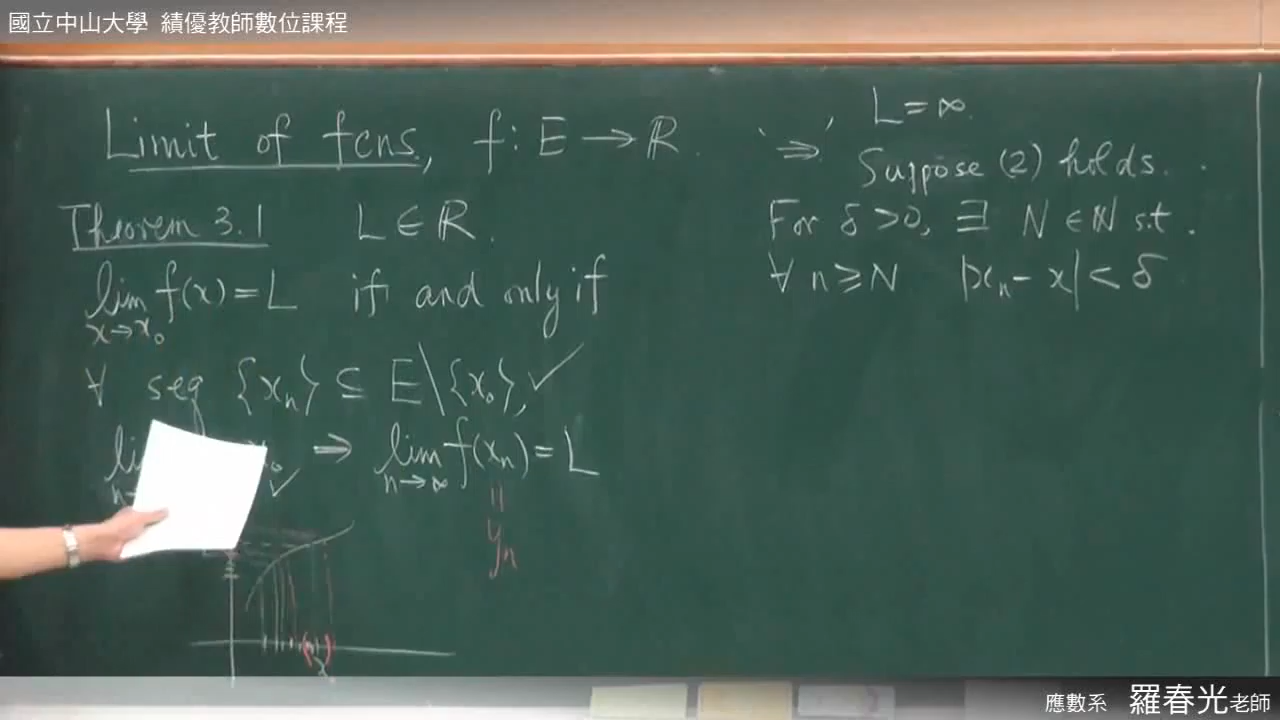 國立中山大學 績優教師數位課程
Limit of fcns, f: E → ℝ.
Theorem 3.1 L ∈ ℝ.
lim f(x) = L if and only if
x→x₀
∀ seq {xₙ} ⊆ E\{x₀}, ✓
⇒ lim f(xₙ) = L
n→∞
✓
||
yₙ
x
"⇒" L = ∞.
Suppose (2) holds.
For δ > 0, ∃ N ∈ ℕ s.t.
∀ n ≥ N |xₙ - x| < δ
應數系 羅春光老師